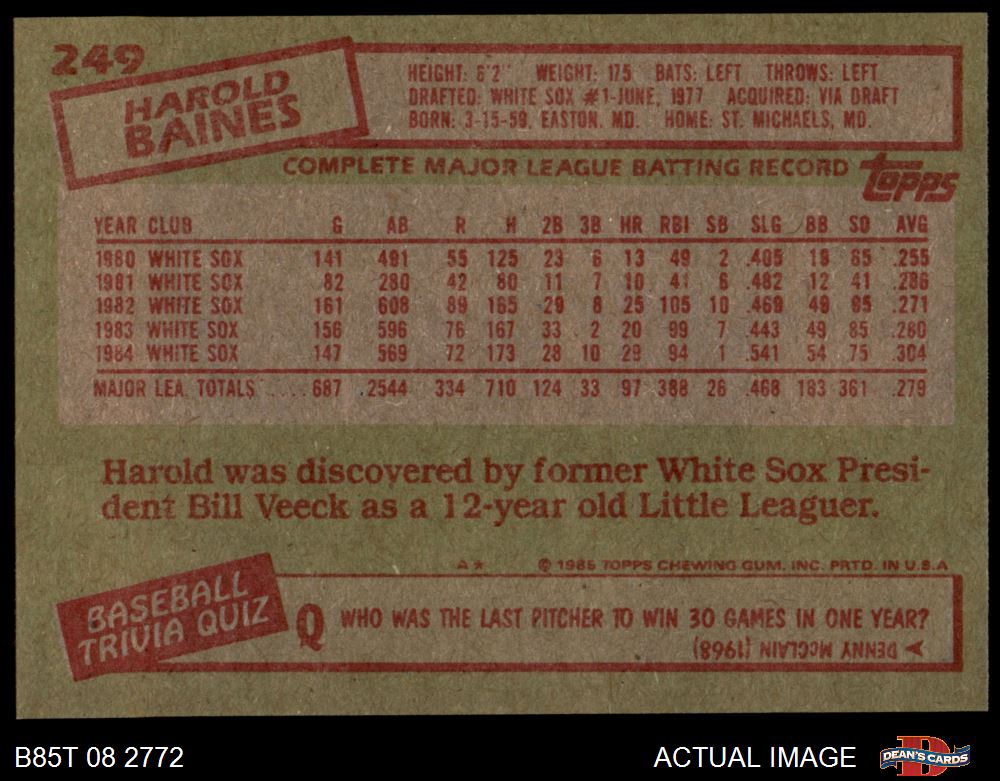 249
HAROLD
BAINES
HEIGHT: 6'2" WEIGHT: 175 BATS: LEFT THROWS: LEFT
DRAFTED: WHITE SOX #1-JUNE, 1977 ACQUIRED: VIA DRAFT
BORN: 3-15-59, EASTON, MD. HOME: ST. MICHAELS, MD.
COMPLETE MAJOR LEAGUE BATTING RECORD
Topps
YEAR CLUB G AB R H 2B 3B HR RBI SB SLG BB SO AVG
1980 WHITE SOX 141 491 55 125 23 6 13 49 2 .405 19 65 .255
1981 WHITE SOX 82 280 42 80 11 7 10 41 6 .482 12 41 .286
1982 WHITE SOX 161 608 89 165 29 8 25 105 10 .469 49 95 .271
1983 WHITE SOX 156 596 76 167 33 2 20 99 7 .443 49 85 .280
1984 WHITE SOX 147 569 72 173 28 10 29 94 1 .541 54 75 .304
MAJOR LEA. TOTALS .... 687 2544 334 710 124 33 97 388 26 .468 183 361 .279
Harold was discovered by former White Sox Presi-
dent Bill Veeck as a 12-year old Little Leaguer.
A* © 1985 TOPPS CHEWING GUM, INC. PRTD. IN U.S.A
BASEBALL
TRIVIA QUIZ
Q WHO WAS THE LAST PITCHER TO WIN 30 GAMES IN ONE YEAR?
➤ DENNY MCCLAIN (1968)
B85T 08 2772
ACTUAL IMAGE
DEAN'S CARDS